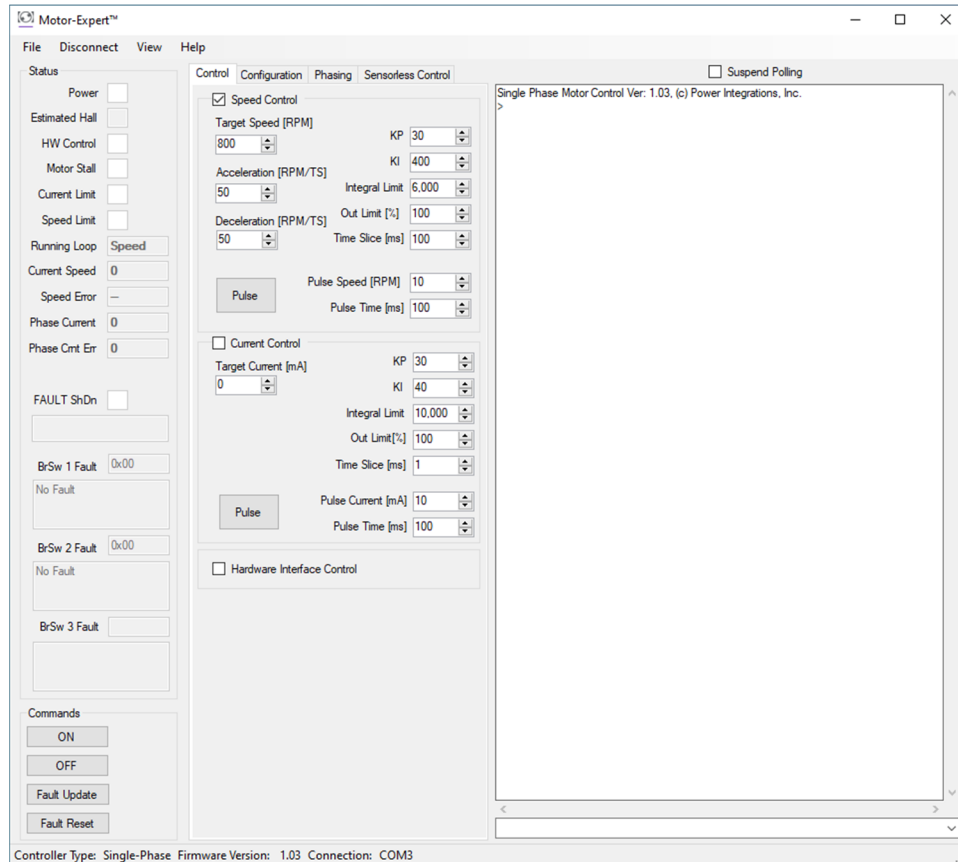 Motor-Expert™
File Disconnect View Help
Status
Power
Estimated Hall
HW Control
Motor Stall
Current Limit
Speed Limit
Running Loop Speed
Current Speed 0
Speed Error –
Phase Current 0
Phase Crnt Err 0
FAULT ShDn
BrSw 1 Fault 0x00
No Fault
BrSw 2 Fault 0x00
No Fault
BrSw 3 Fault
Commands
ON
OFF
Fault Update
Fault Reset
Control Configuration Phasing Sensorless Control
Speed Control
Target Speed [RPM]
800
Acceleration [RPM/TS]
50
Deceleration [RPM/TS]
50
KP 30
KI 400
Integral Limit 6,000
Out Limit [%] 100
Time Slice [ms] 100
Pulse
Pulse Speed [RPM] 10
Pulse Time [ms] 100
Current Control
Target Current [mA]
0
KP 30
KI 40
Integral Limit 10,000
Out Limit[%] 100
Time Slice [ms] 1
Pulse
Pulse Current [mA] 10
Pulse Time [ms] 100
Hardware Interface Control
Suspend Polling
Single Phase Motor Control Ver: 1.03, (c) Power Integrations, Inc.
>
Controller Type: Single-Phase Firmware Version: 1.03 Connection: COM3